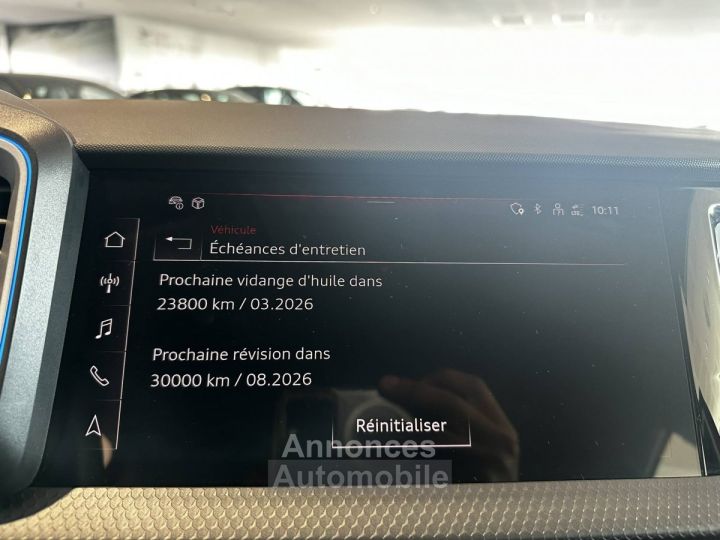 10:11
Véhicule
Échéances d'entretien
Prochaine vidange d'huile dans
23800 km / 03.2026
Prochaine révision dans
30000 km / 08.2026
Réinitialiser
Annonces
Automobile